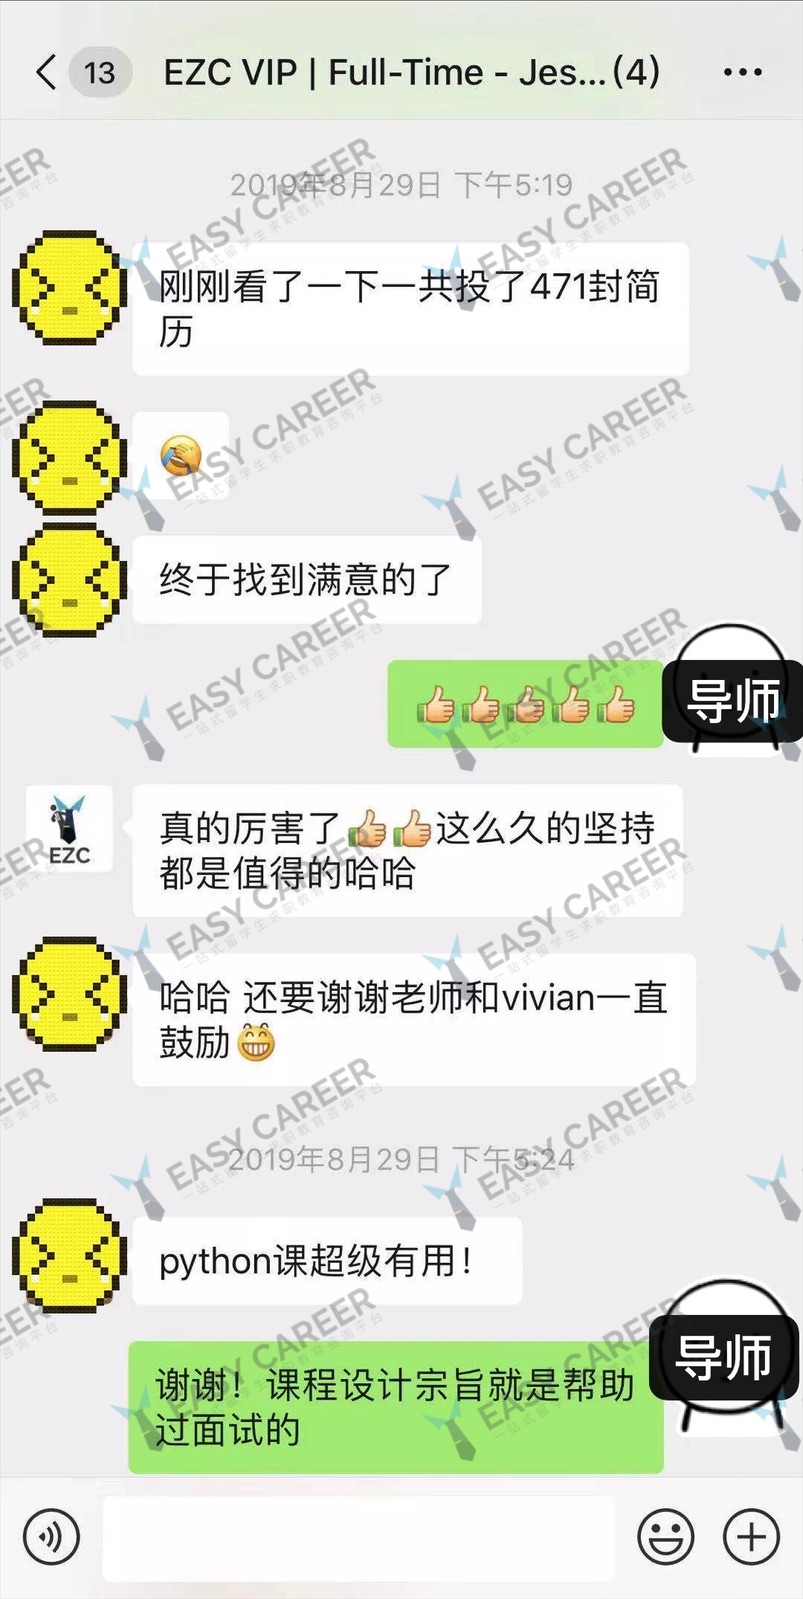 13
EZC VIP | Full-Time - Jes...(4)
2019年8月29日 下午5:19
刚刚看了一下一共投了471封简
历
🤣
终于找到满意的了
👍👍👍👍👍
导师
EZC
真的厉害了👍👍这么久的坚持
都是值得的哈哈
哈哈 还要谢谢老师和vivian一直
鼓励😁
2019年8月29日 下午5:24
python课超级有用！
导师
谢谢！课程设计宗旨就是帮助
过面试的
EASY CAREER
一站式留学生求职教育咨询平台